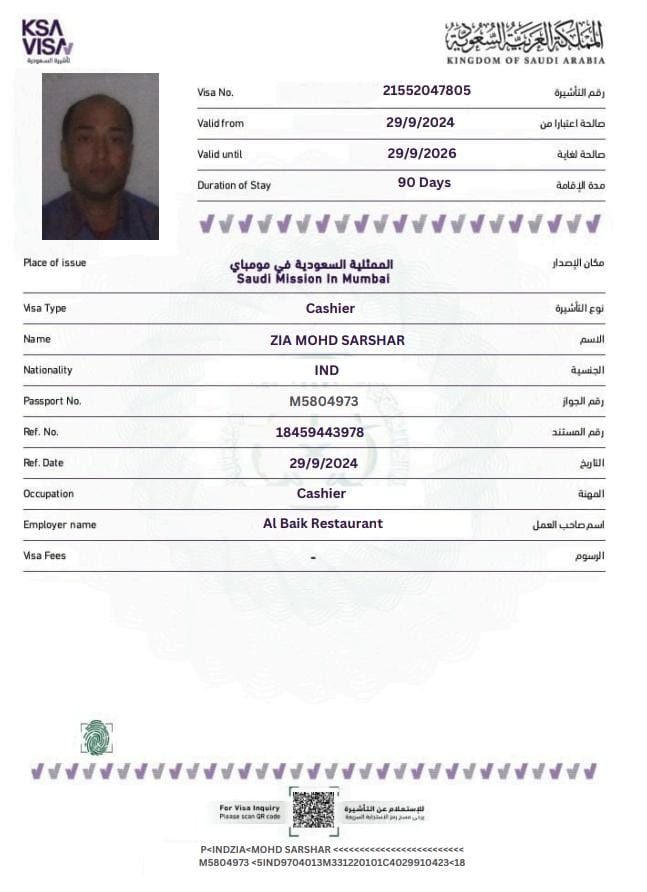 KSA
VISA
تأشيرة السعودية
المملكة العربية السعودية
KINGDOM OF SAUDI ARABIA
Visa No. 21552047805 رقم التأشيرة
Valid from 29/9/2024 صالحة اعتبارا من
Valid until 29/9/2026 صالحة لغاية
Duration of Stay 90 Days مدة الإقامة
Place of issue الممثلية السعودية في مومباي مكان الإصدار
Saudi Mission In Mumbai
Visa Type Cashier نوع التأشيرة
Name ZIA MOHD SARSHAR الاسم
Nationality IND الجنسية
Passport No. M5804973 رقم الجواز
Ref. No. 18459443978 رقم المستند
Ref. Date 29/9/2024 التاريخ
Occupation Cashier المهنة
Employer name Al Baik Restaurant اسم صاحب العمل
Visa Fees - الرسوم
For Visa Inquiry للإستعلام عن التأشيرة
Please scan QR code يرجى مسح رمز الاستجابة السريعة
P<INDZIA<MOHD SARSHAR <<<<<<<<<<<<<<<<<<<<<<<<<
M5804973 <5IND9704013M331220101C4029910423<18